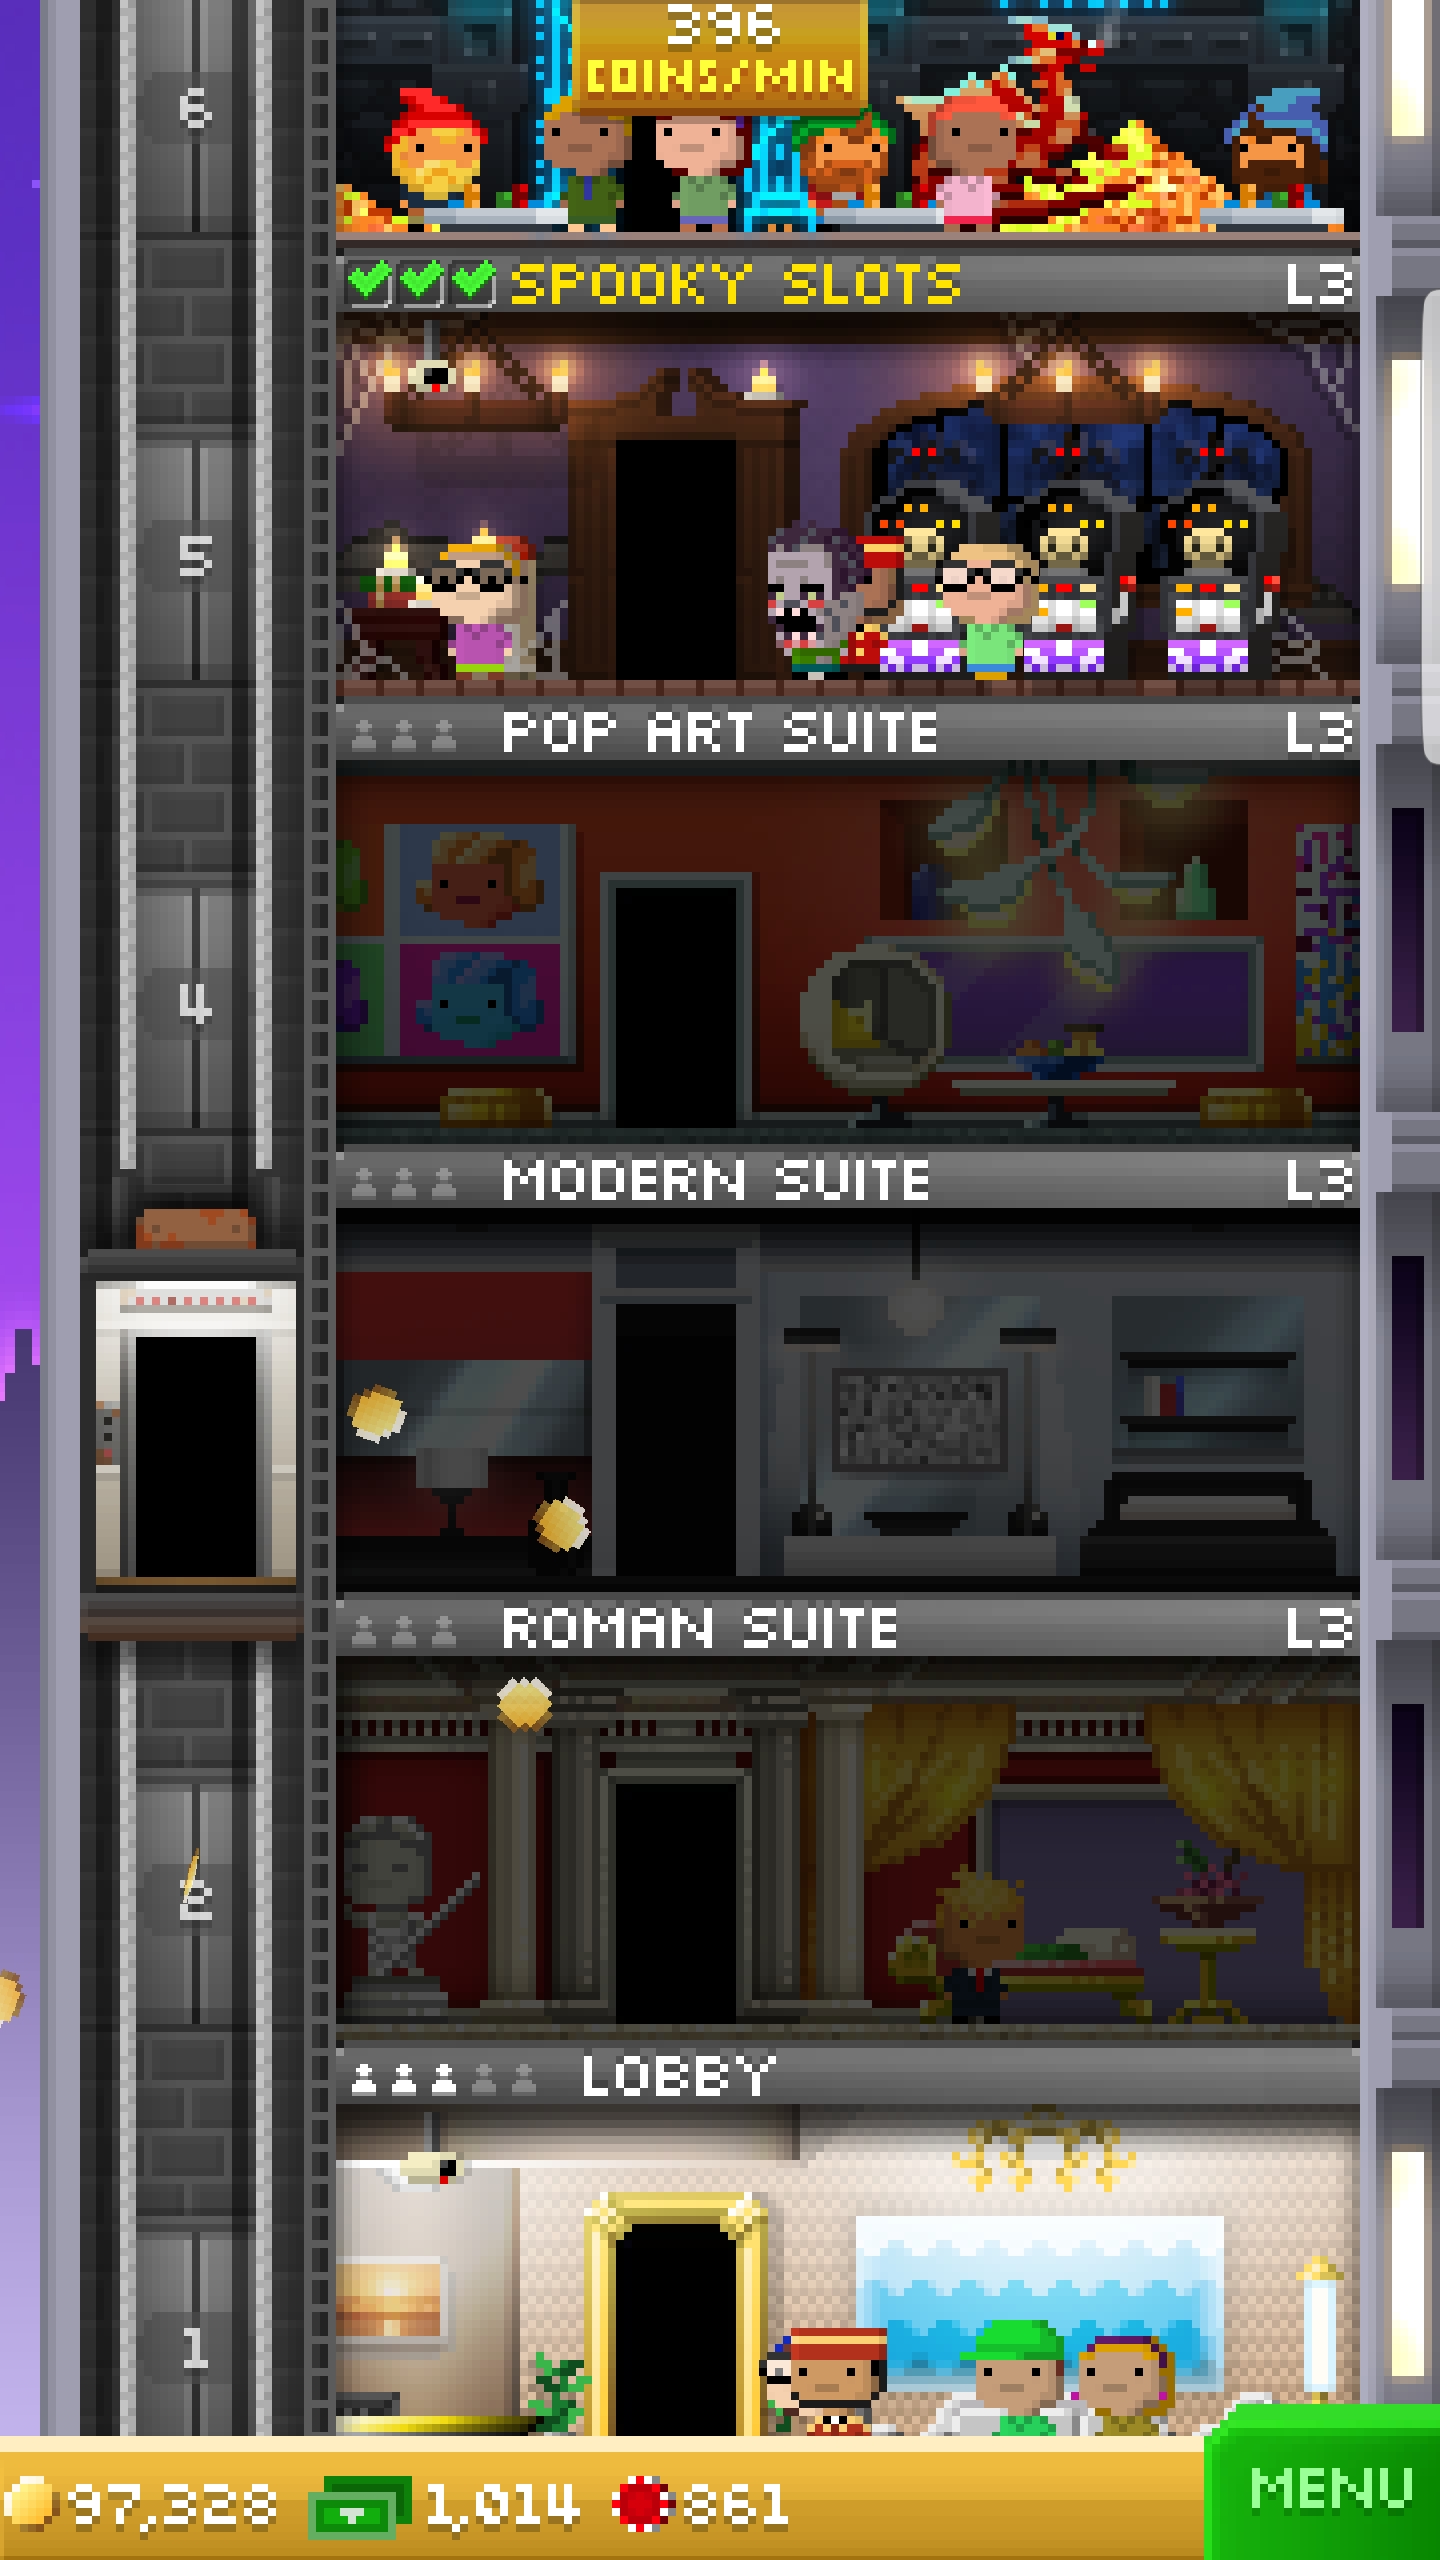 396
COINS/MIN
6
SPOOKY SLOTS L3
5
POP ART SUITE L3
4
MODERN SUITE L3
ROMAN SUITE L3
2
LOBBY
1
97,328 1,014 861 MENU